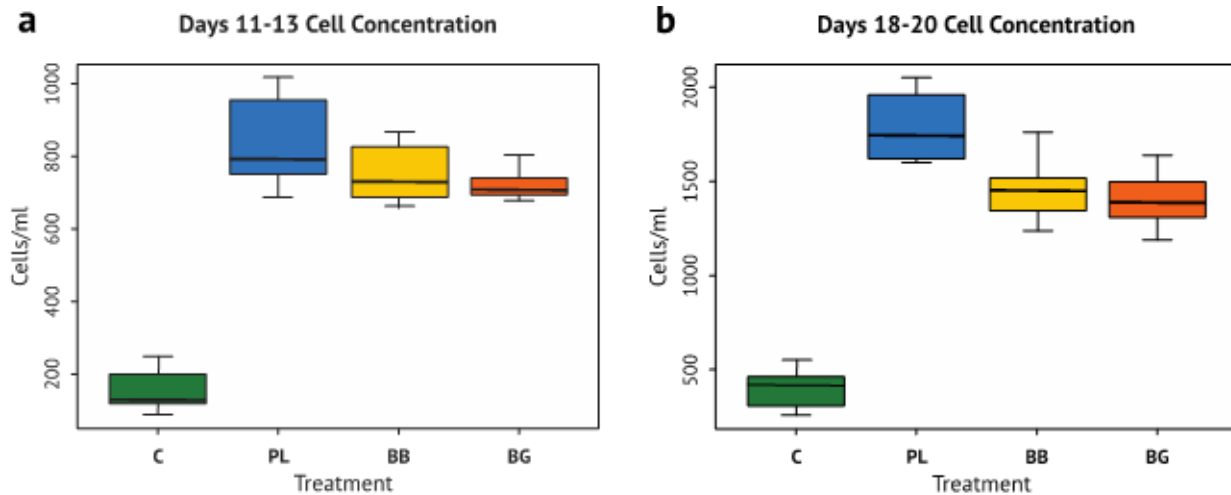 a
Days 11-13 Cell Concentration
Cells/ml
1000
800
600
400
200
C PL BB BG
Treatment
b
Days 18-20 Cell Concentration
Cells/ml
2000
1500
1000
500
C PL BB BG
Treatment